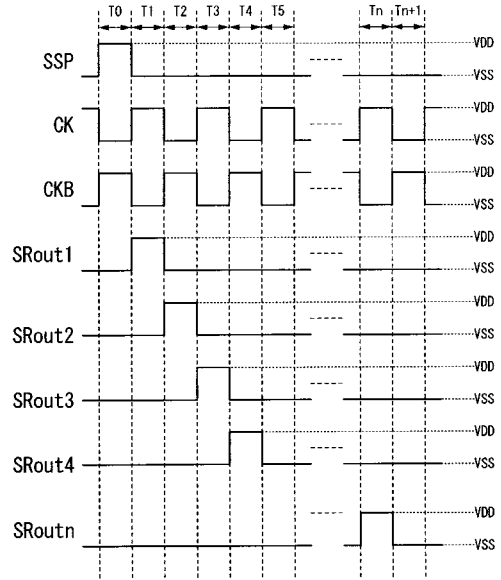 T0 T1 T2 T3 T4 T5 Tn Tn+1
SSP VDD
VSS
CK VDD
VSS
CKB VDD
VSS
SRout1 VDD
VSS
SRout2 VDD
VSS
SRout3 VDD
VSS
SRout4 VDD
VSS
SRoutn VDD
VSS